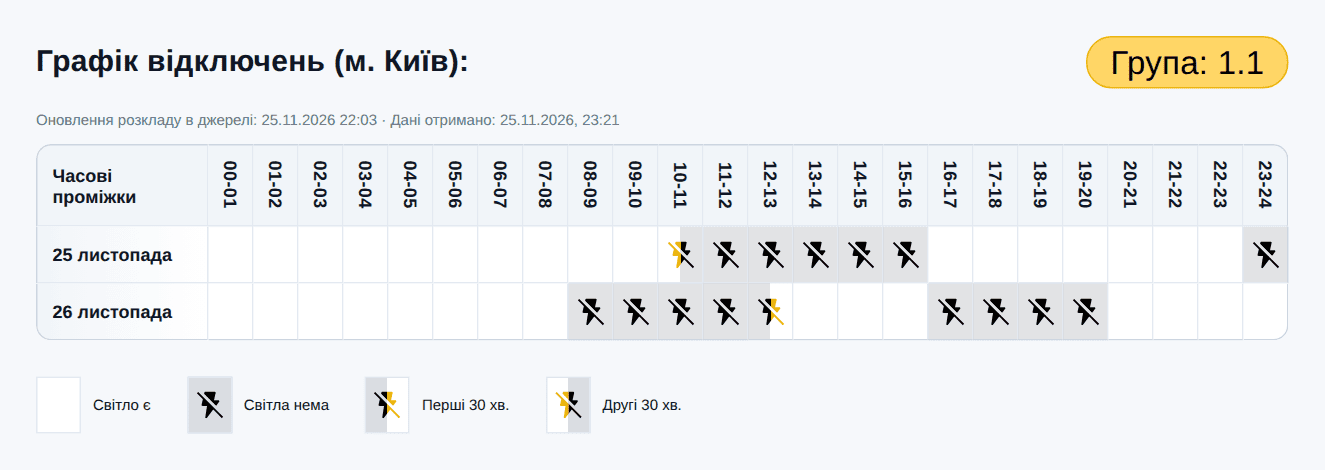 Графік відключень (м. Київ):
Група: 1.1
Оновлення розкладу в джерелі: 25.11.2026 22:03 · Дані отримано: 25.11.2026, 23:21
Часові
проміжки
00-01
01-02
02-03
03-04
04-05
05-06
06-07
07-08
08-09
09-10
10-11
11-12
12-13
13-14
14-15
15-16
16-17
17-18
18-19
19-20
20-21
21-22
22-23
23-24
25 листопада
26 листопада
Світло є
Світла нема
Перші 30 хв.
Другі 30 хв.